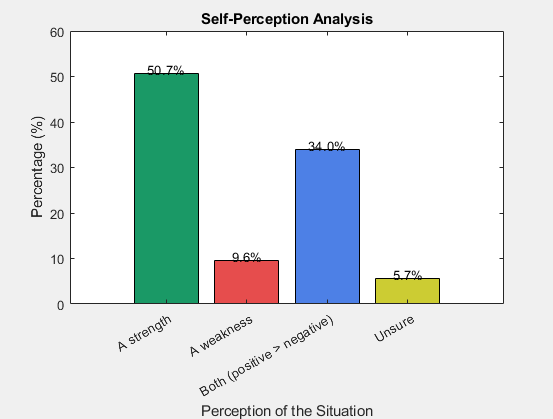 Self-Perception Analysis
60
50
40
30
20
10
0
Percentage (%)
50.7%
9.6%
34.0%
5.7%
A strength
A weakness
Both (positive > negative)
Unsure
Perception of the Situation